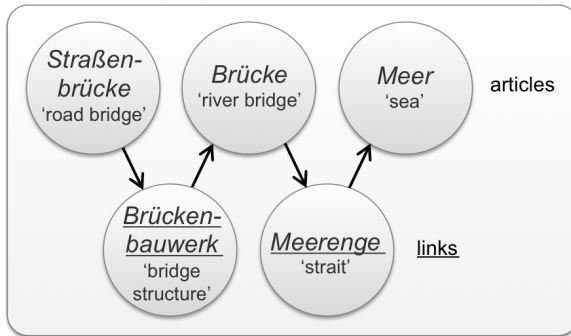 Straßen-
brücke
‘road bridge’
Brücke
‘river bridge’
Meer
‘sea’
articles
Brücken-
bauwerk
‘bridge
structure’
Meerenge
‘strait’
links